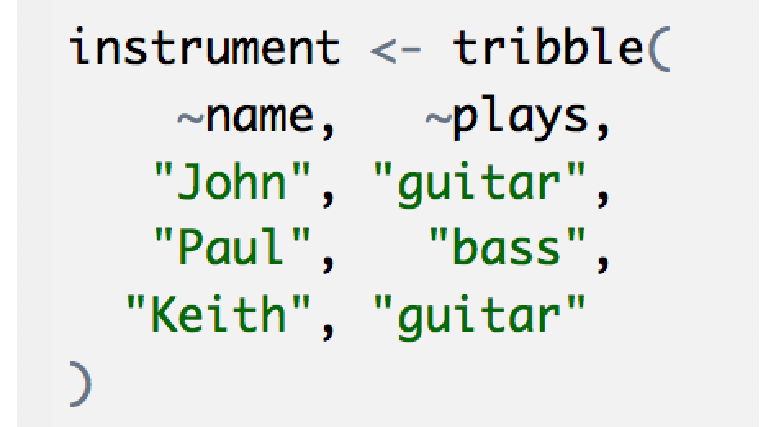 instrument <- tribble(
~name, ~plays,
"John", "guitar",
"Paul", "bass",
"Keith", "guitar"
)